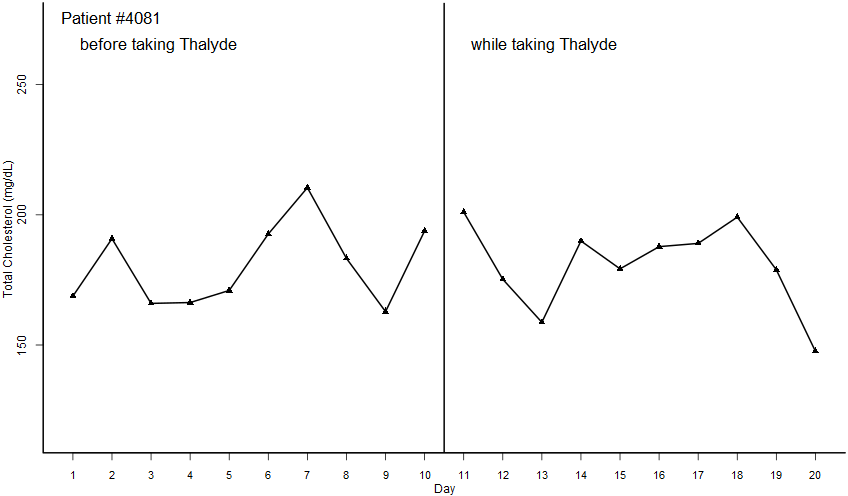 Patient #4081
before taking Thalyde
while taking Thalyde
Total Cholesterol (mg/dL)
250
200
150
1 2 3 4 5 6 7 8 9 10 11 12 13 14 15 16 17 18 19 20
Day